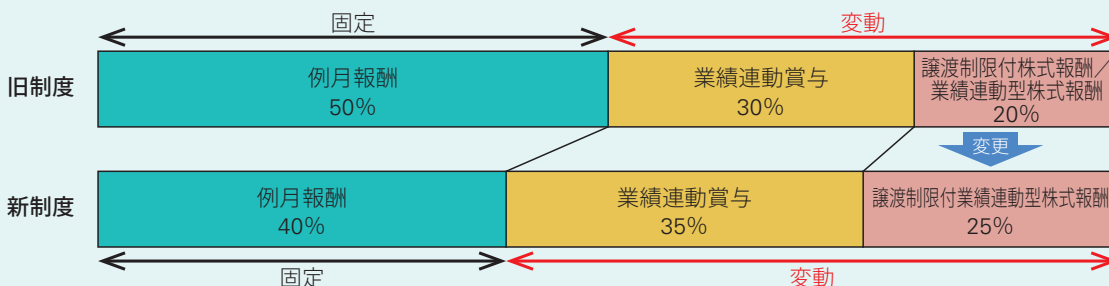 固定
変動
旧制度
例月報酬
50%
業績連動賞与
30%
譲渡制限付株式報酬／
業績連動型株式報酬
20%
変更
新制度
例月報酬
40%
業績連動賞与
35%
譲渡制限付業績連動型株式報酬
25%
固定
変動